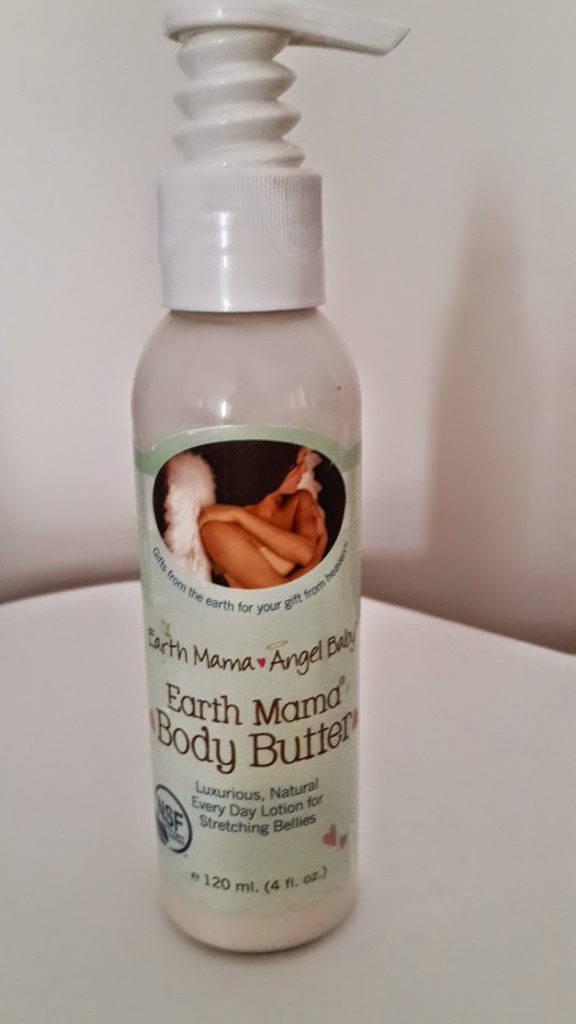 Gifts from the earth for your gift from heaven™
Earth Mama♥Angel Baby
Earth Mama®
Body Butter
Luxurious, Natural
Every Day Lotion for
Stretching Bellies
NSF
℮ 120 ml. (4 fl. oz.)